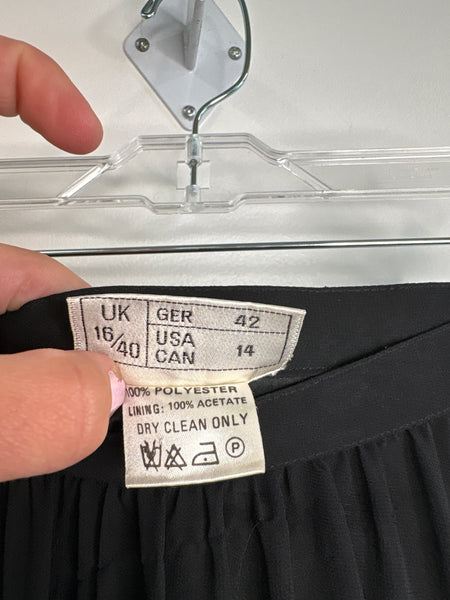 UK
16/40
GER 42
USA
CAN 14
100% POLYESTER
LINING: 100% ACETATE
DRY CLEAN ONLY
P